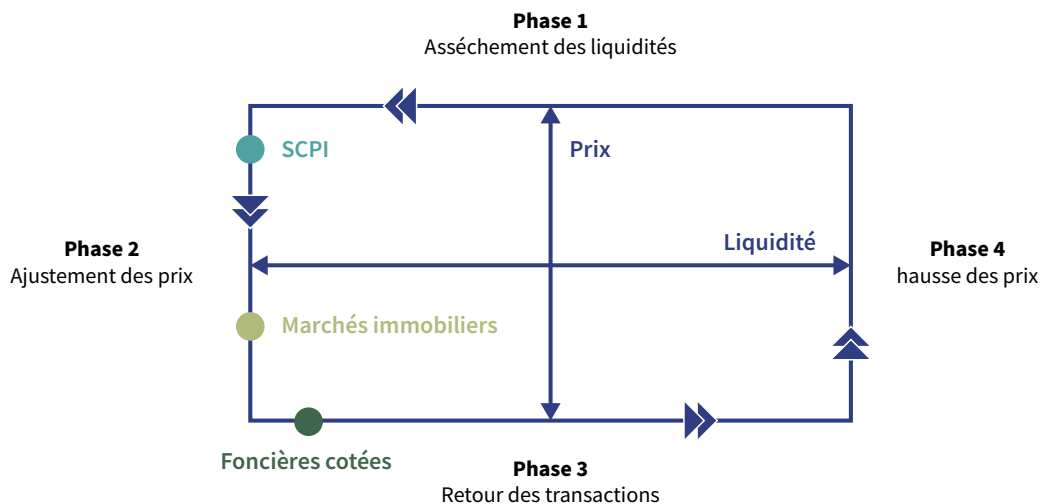 Phase 1
Asséchement des liquidités
SCPI
Prix
Phase 2
Ajustement des prix
Liquidité
Phase 4
hausse des prix
Marchés immobiliers
Foncières cotées
Phase 3
Retour des transactions